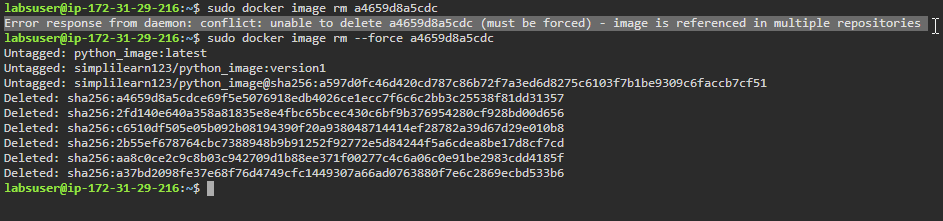 labsuser@ip-172-31-29-216:~$ sudo docker image rm a4659d8a5cdc
Error response from daemon: conflict: unable to delete a4659d8a5cdc (must be forced) - image is referenced in multiple repositories
labsuser@ip-172-31-29-216:~$ sudo docker image rm --force a4659d8a5cdc
Untagged: python_image:latest
Untagged: simplilearn123/python_image:version1
Untagged: simplilearn123/python_image@sha256:a597d0fc46d420cd787c86b72f7a3ed6d8275c6103f7b1be9309c6faccb7cf51
Deleted: sha256:a4659d8a5cdce69f5e5076918edb4026ce1ecc7f6c6c2bb3c25538f81dd31357
Deleted: sha256:2fd140e640a358a81835e8e4fbc65bcec430c6bf9b376954280cf928bd00d656
Deleted: sha256:c6510df505e05b092b08194390f20a938048714414ef28782a39d67d29e010b8
Deleted: sha256:2b55ef678764cbc7388948b9b91252f92772e5d84244f5a6cdea8be17d8cf7cd
Deleted: sha256:aa8c0ce2c9c8b03c942709d1b88ee371f00277c4c6a06c0e91be2983cdd4185f
Deleted: sha256:a37bd2098fe37e68f76d4749cfc1449307a66ad0763880f7e6c2869ecbd533b6
labsuser@ip-172-31-29-216:~$